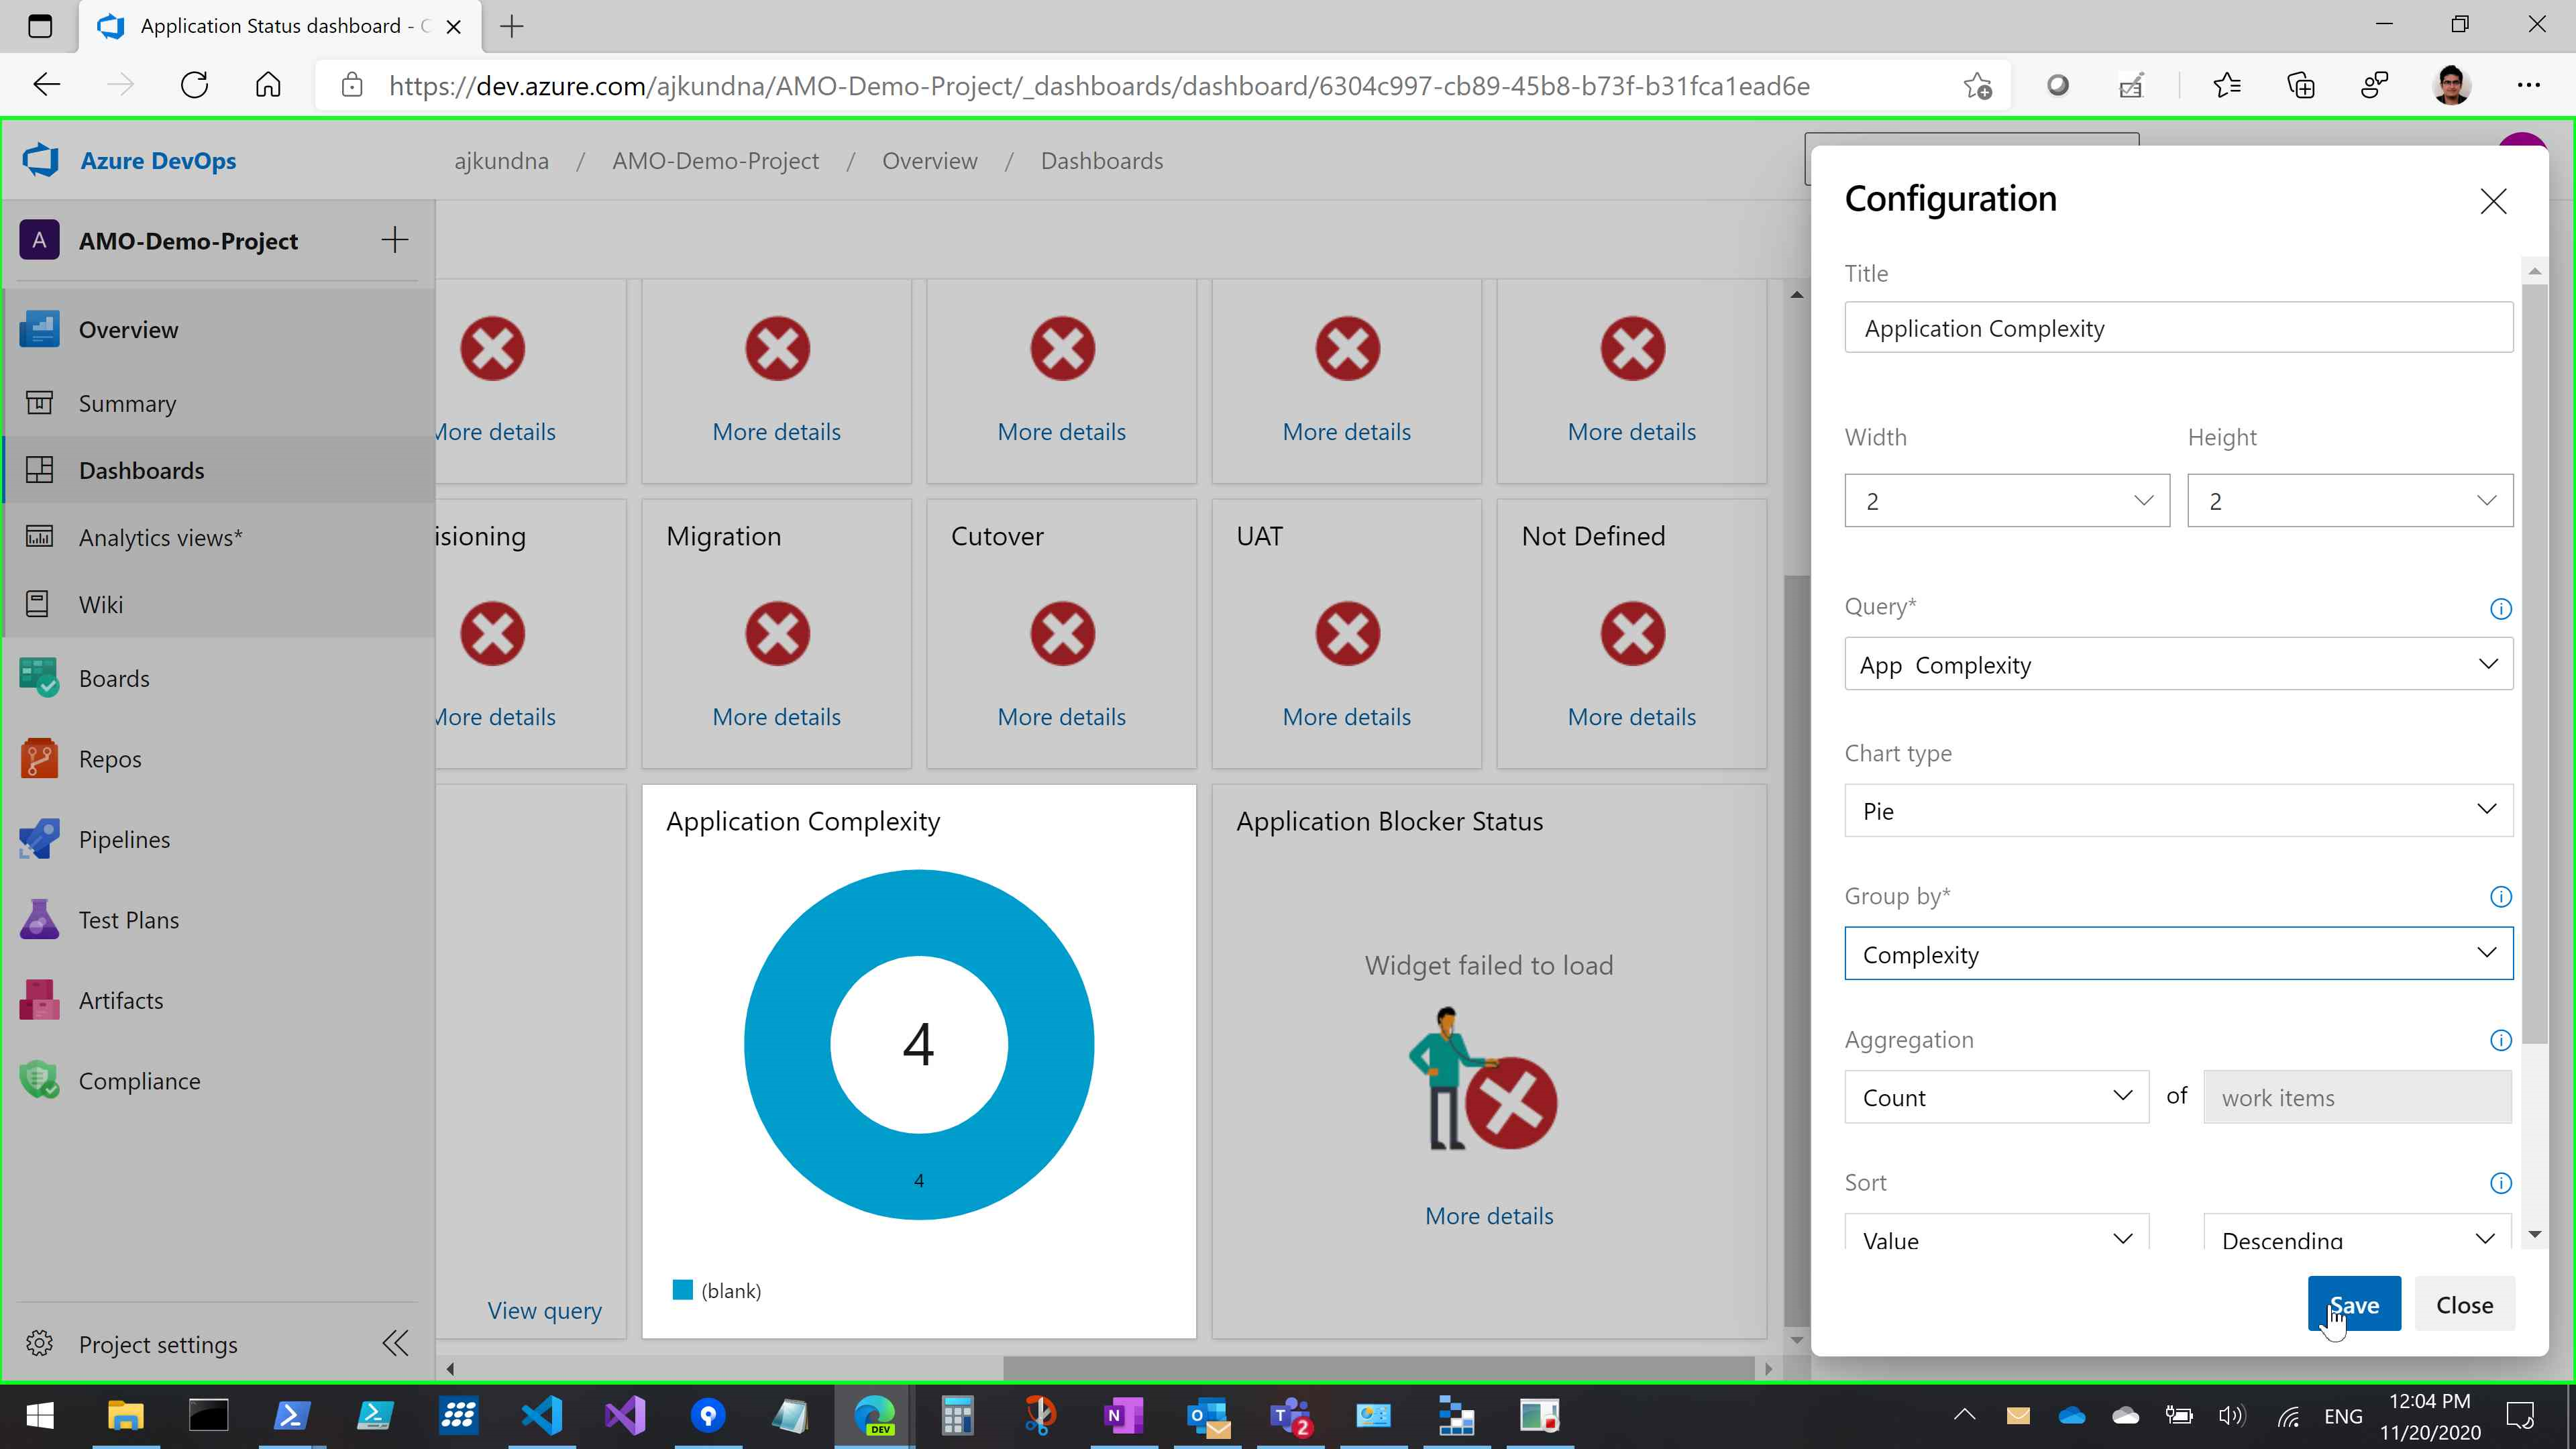 Application Status dashboard - C
https://dev.azure.com/ajkundna/AMO-Demo-Project/_dashboards/dashboard/6304c997-cb89-45b8-b73f-b31fca1ead6e
Azure DevOps
ajkundna / AMO-Demo-Project / Overview / Dashboards
A AMO-Demo-Project
Overview
Summary
Dashboards
Analytics views*
Wiki
Boards
Repos
Pipelines
Test Plans
Artifacts
Compliance
Project settings
More details
More details
More details
More details
More details
isioning
Migration
Cutover
UAT
Not Defined
More details
More details
More details
More details
More details
View query
Application Complexity
4
4
(blank)
Application Blocker Status
Widget failed to load
More details
Configuration
Title
Application Complexity
Width
Height
2
2
Query*
App Complexity
Chart type
Pie
Group by*
Complexity
Aggregation
Count
of
work items
Sort
Value
Descending
Save
Close
DEV
2
ENG
12:04 PM
11/20/2020